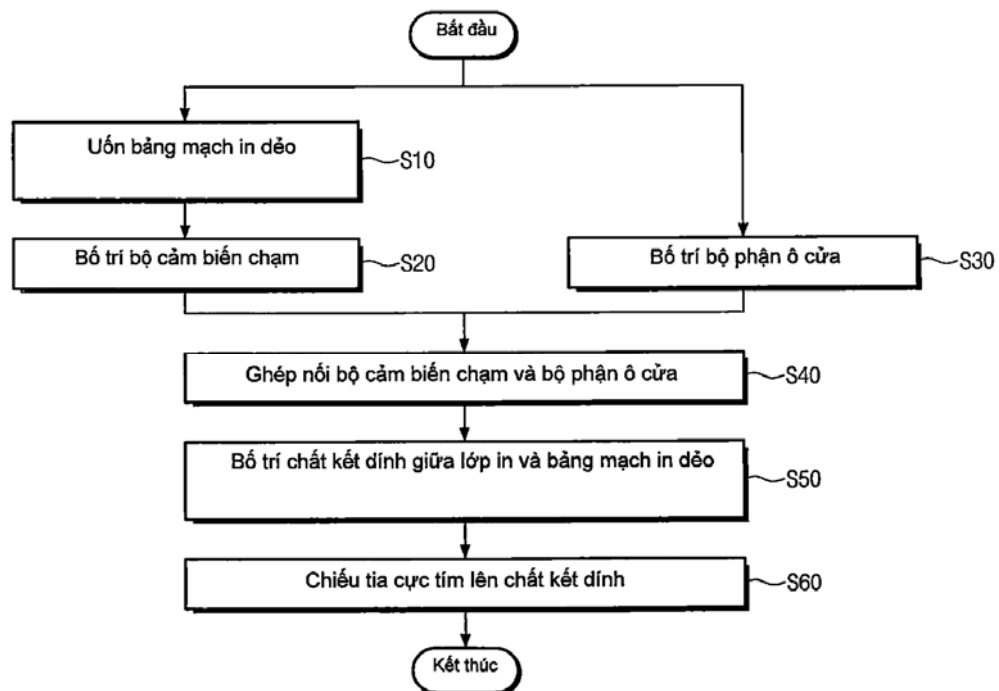 Bắt đầu
Uốn bảng mạch in dẻo
S10
Bố trí bộ cảm biến chạm
S20
Bố trí bộ phận ô cửa
S30
Ghép nối bộ cảm biến chạm và bộ phận ô cửa
S40
Bố trí chất kết dính giữa lớp in và bảng mạch in dẻo
S50
Chiếu tia cực tím lên chất kết dính
S60
Kết thúc